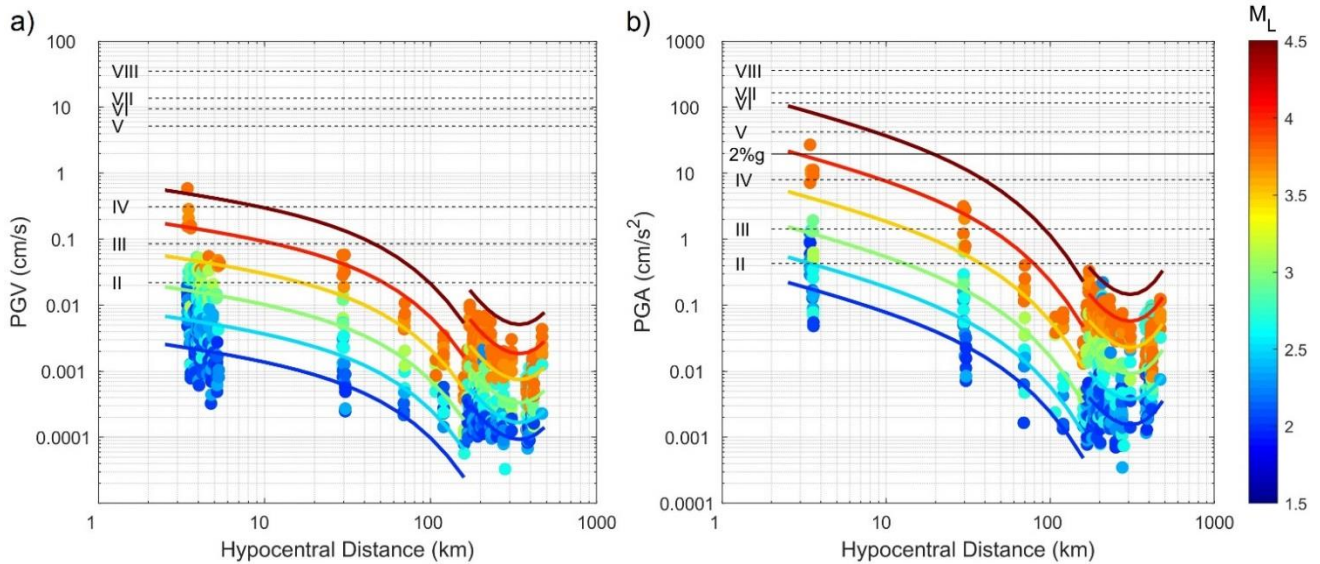 a)
100
10
1
0.1
0.01
0.001
0.0001
VIII
VII
VI
V
IV
III
II
PGV (cm/s)
1 10 100 1000
Hypocentral Distance (km)
b)
1000
100
10
1
0.1
0.01
0.001
0.0001
VIII
VII
VI
V
2%g
IV
III
II
PGA (cm/s²)
1 10 100 1000
Hypocentral Distance (km)
M_L
4.5
4
3.5
3
2.5
2
1.5